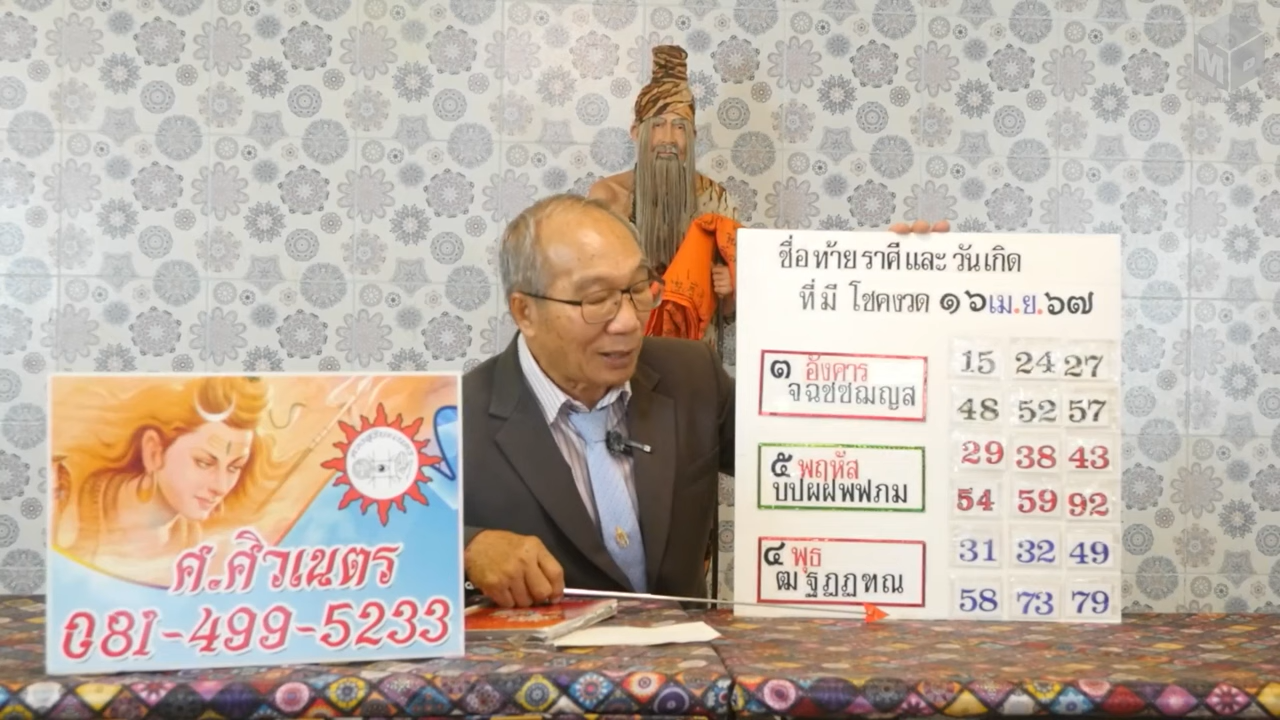 ศ.ศิวเนตร
081-499-5233
ชื่อท้ายราศีและวันเกิด
ที่มี โชคงวด ๑๖เม.ย.๖๗
๓ อังคาร
จฉชซฌญส
15 24 27
48 52 57
๕ พฤหัส
บปผฝพฟภม
29 38 43
54 59 92
๔ พุธ
ฒฐฎฏฑณ
31 32 49
58 73 79